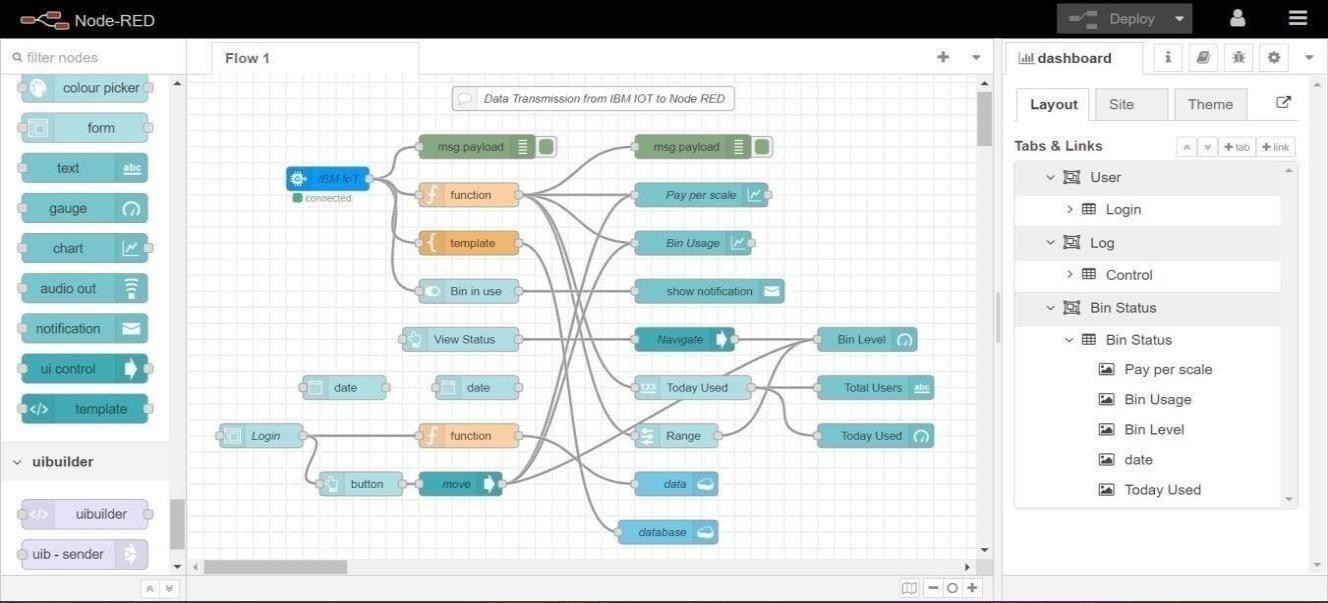 Node-RED
Deploy
filter nodes
colour picker
form
text
abc
gauge
chart
audio out
notification
ui control
template
uibuilder
uibuilder
uib - sender
Flow 1
Data Transmission from IBM IOT to Node RED
msg.payload
msg.payload
IBM IoT
connected
function
Pay per scale
template
Bin Usage
Bin in use
show notification
View Status
Navigate
Bin Level
date
date
123
Today Used
Total Users
abc
Login
function
Range
Today Used
button
move
data
database
dashboard
i
Layout
Site
Theme
Tabs & Links
+ tab
+ link
User
Login
Log
Control
Bin Status
Bin Status
Pay per scale
Bin Usage
Bin Level
date
Today Used